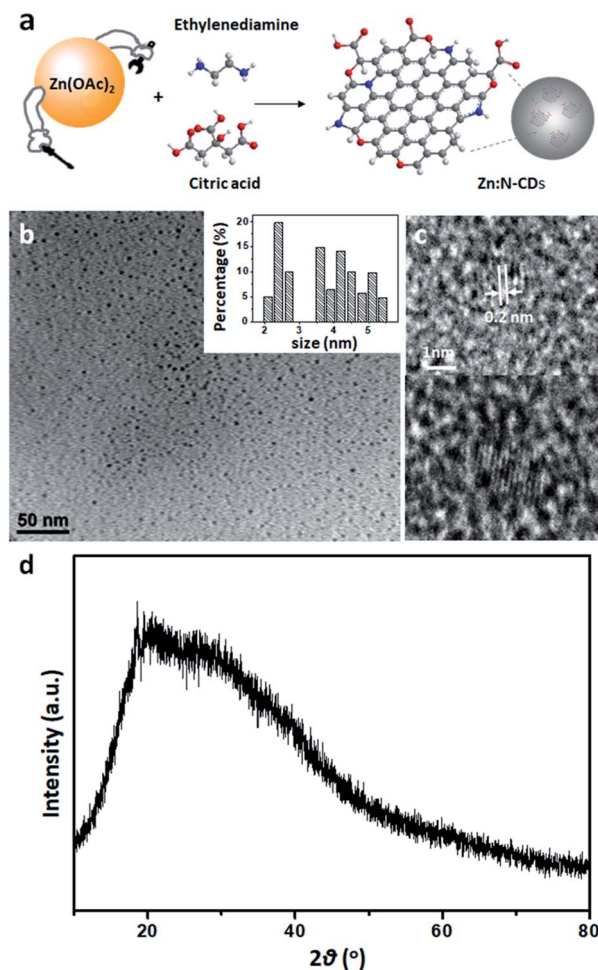 a
Ethylenediamine
Zn(OAc)2
+
Citric acid
Zn:N-CDs
b
Percentage (%)
20
15
10
5
0
2 3 4 5
size (nm)
50 nm
c
0.2 nm
1nm
d
Intensity (a.u.)
20 40 60 80
2ϑ (°)